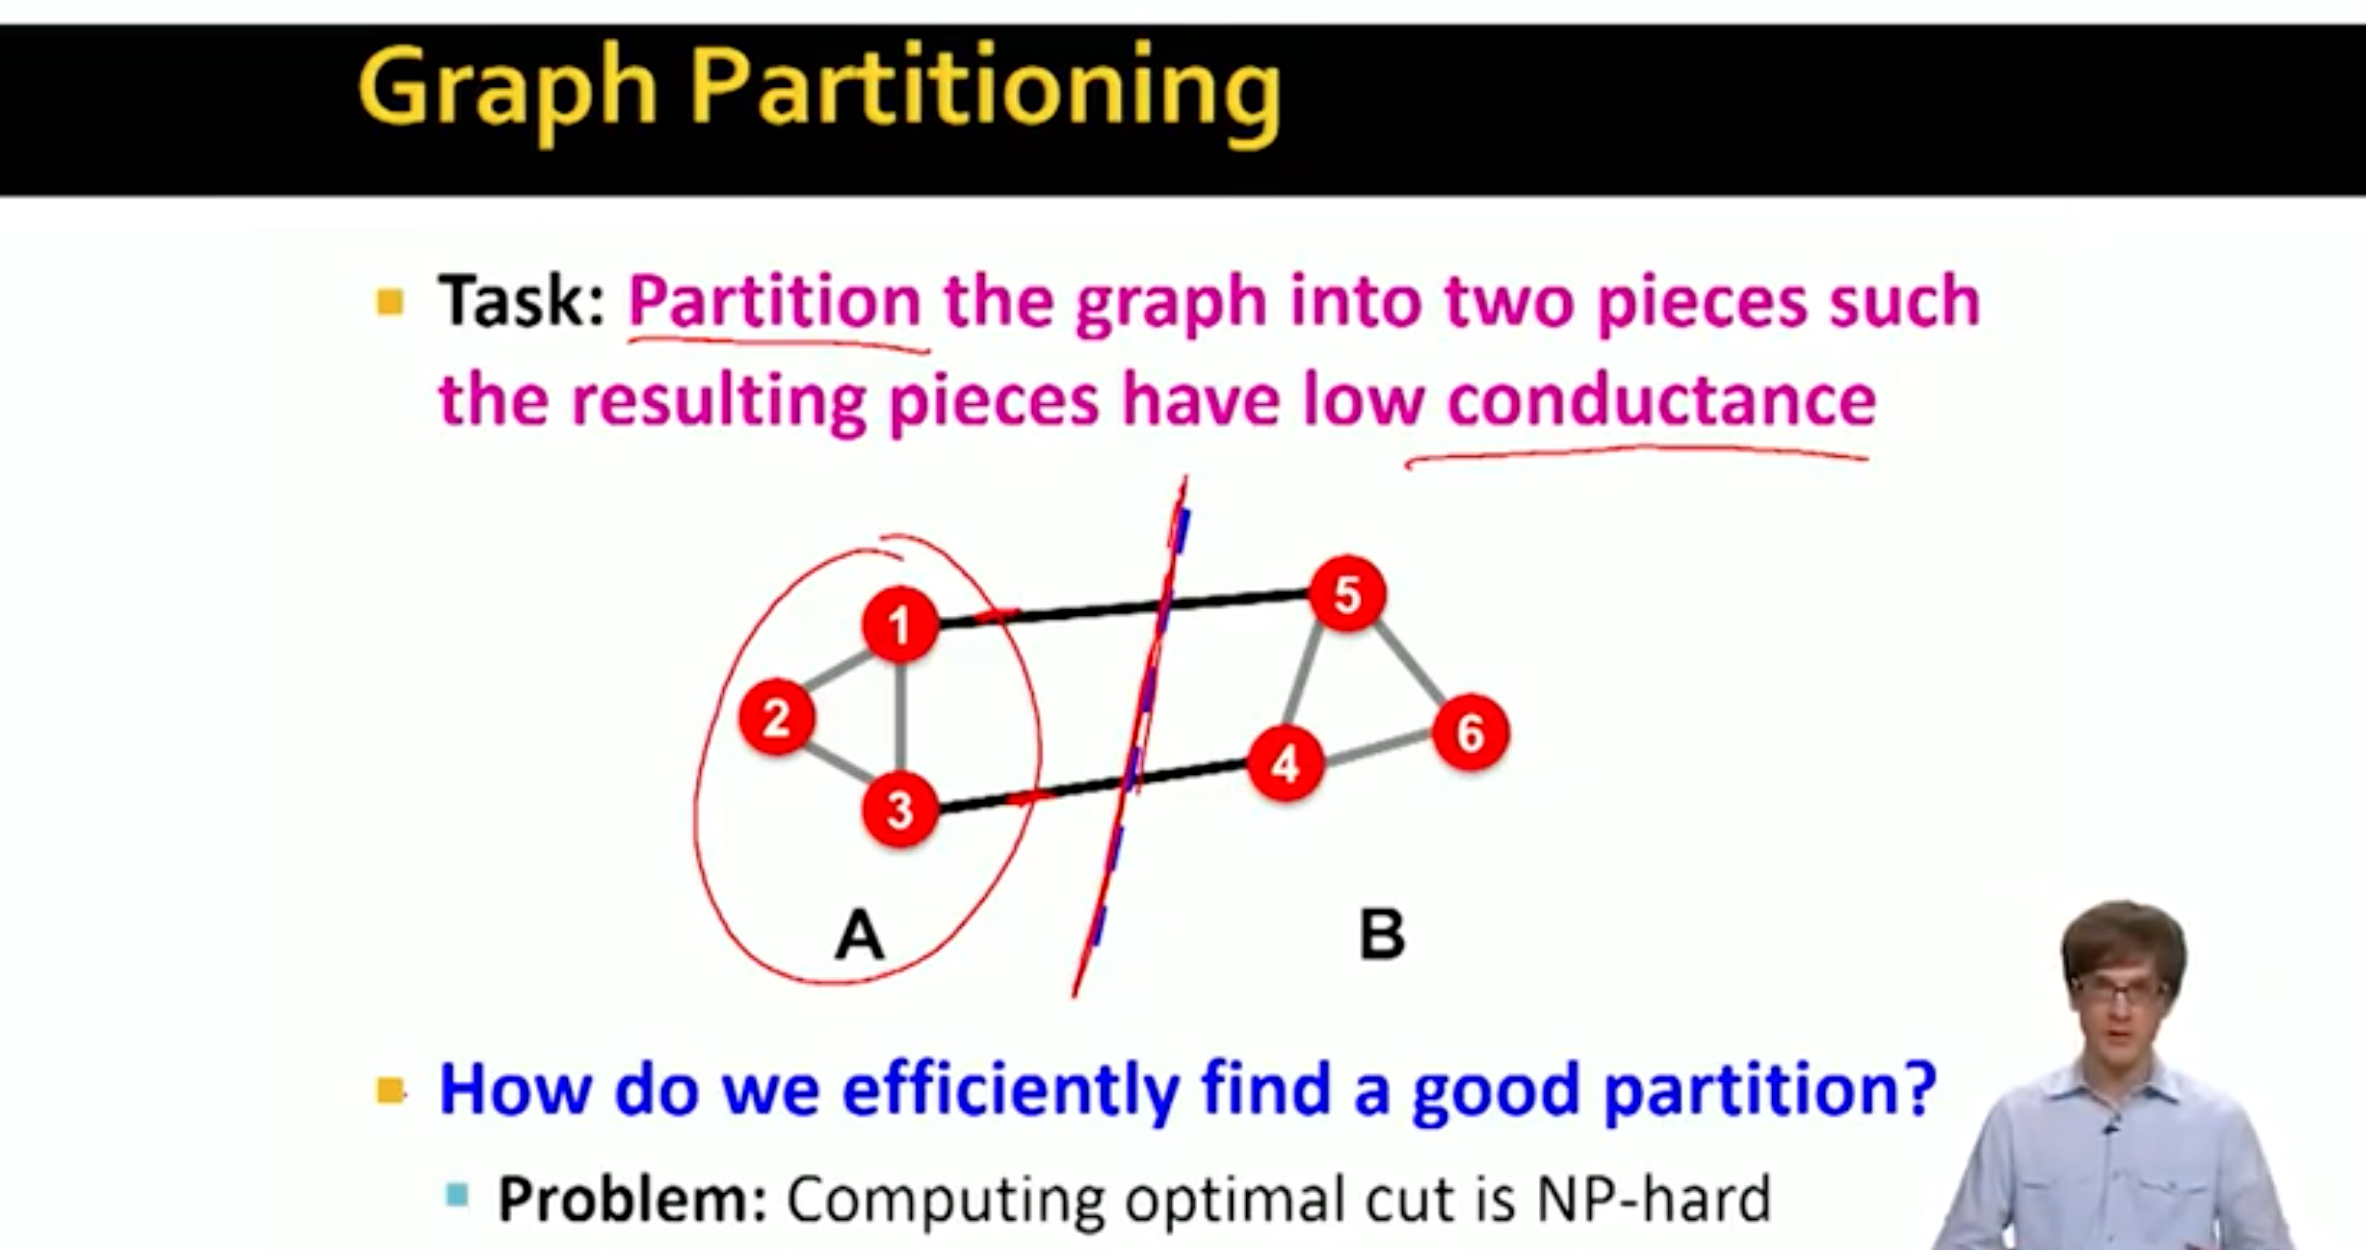 Graph Partitioning
Task: Partition the graph into two pieces such
the resulting pieces have low conductance
5
1
2
6
4
3
A
B
How do we efficiently find a good partition?
Problem: Computing optimal cut is NP-hard